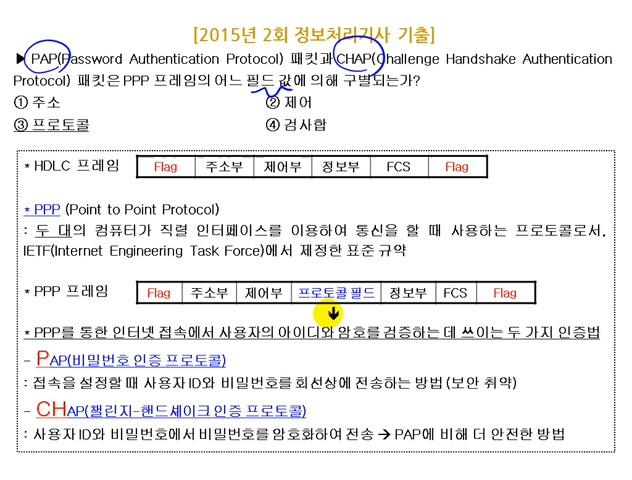 [2015년 2회 정보처리기사 기출]
▶ PAP(Password Authentication Protocol) 패킷과 CHAP(Challenge Handshake Authentication
Protocol) 패킷은 PPP 프레임의 어느 필드 값에 의해 구별되는가?
① 주소 ② 제어
③ 프로토콜 ④ 검사합
* HDLC 프레임 Flag 주소부 제어부 정보부 FCS Flag
* PPP (Point to Point Protocol)
: 두 대의 컴퓨터가 직렬 인터페이스를 이용하여 통신을 할 때 사용하는 프로토콜로서,
IETF(Internet Engineering Task Force)에서 제정한 표준 규약
* PPP 프레임 Flag 주소부 제어부 프로토콜 필드 정보부 FCS Flag
* PPP를 통한 인터넷 접속에서 사용자의 아이디와 암호를 검증하는 데 쓰이는 두 가지 인증법
- PAP(비밀번호 인증 프로토콜)
: 접속을 설정할 때 사용자 ID와 비밀번호를 회선상에 전송하는 방법 (보안 취약)
- CHAP(챌린지-핸드셰이크 인증 프로토콜)
: 사용자 ID와 비밀번호에서 비밀번호를 암호화하여 전송 → PAP에 비해 더 안전한 방법